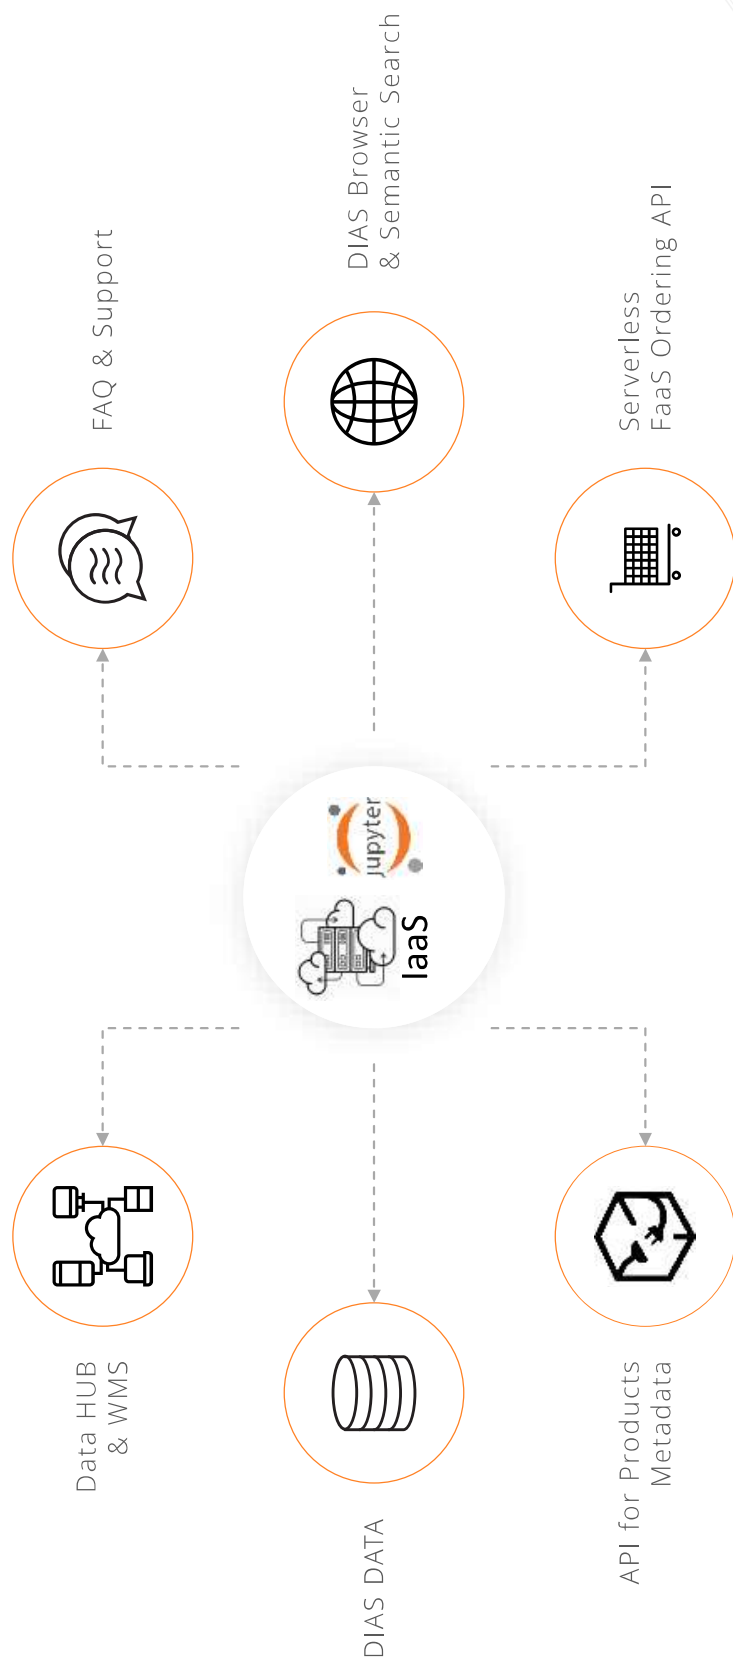 Data HUB
& WMS
FAQ & Support
DIAS DATA
IaaS
jupyter
DIAS Browser
& Semantic Search
API for Products
Metadata
Serverless
FaaS Ordering API